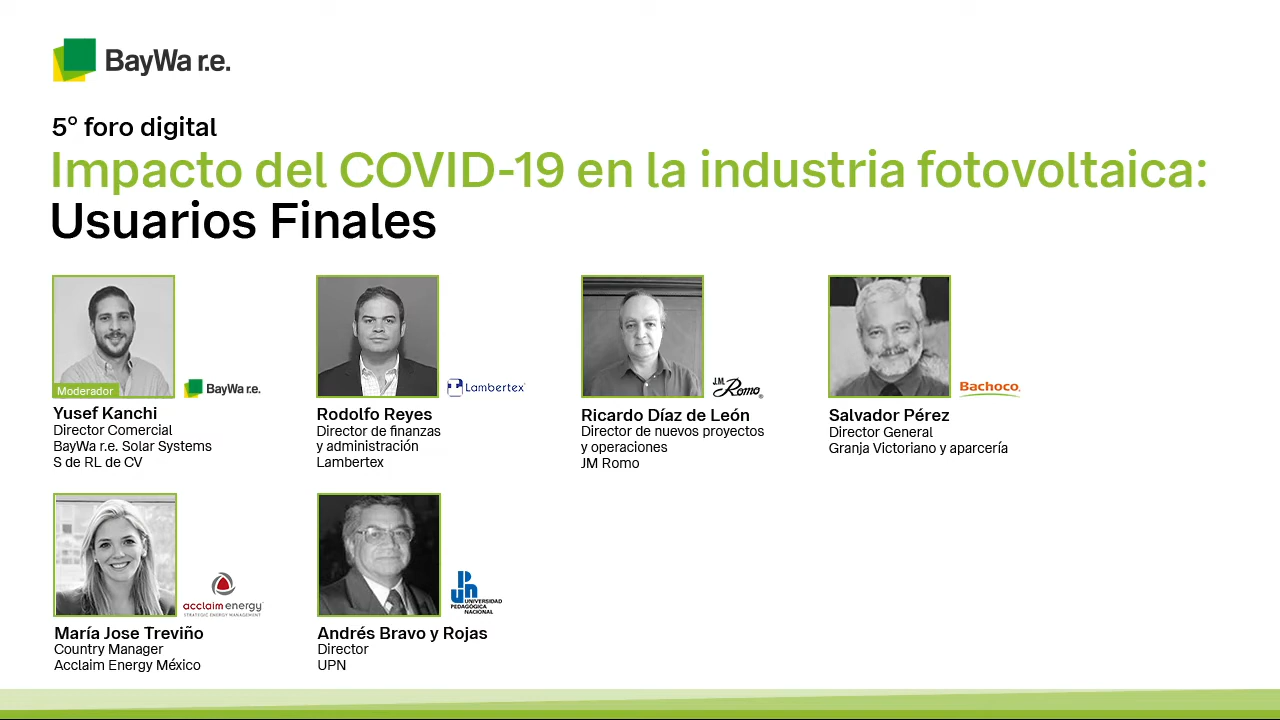 BayWa r.e.
5° foro digital
Impacto del COVID-19 en la industria fotovoltaica:
Usuarios Finales
Moderador
BayWa r.e.
Yusef Kanchi
Director Comercial
BayWa r.e. Solar Systems
S de RL de CV
Lambertex
Rodolfo Reyes
Director de finanzas
y administración
Lambertex
J.M. Romo®
Ricardo Díaz de León
Director de nuevos proyectos
y operaciones
JM Romo
Bachoco
Salvador Pérez
Director General
Granja Victoriano y aparcería
acclaim energy
STRATEGIC ENERGY MANAGEMENT
María Jose Treviño
Country Manager
Acclaim Energy México
UNIVERSIDAD
PEDAGÓGICA
NACIONAL
Andrés Bravo y Rojas
Director
UPN